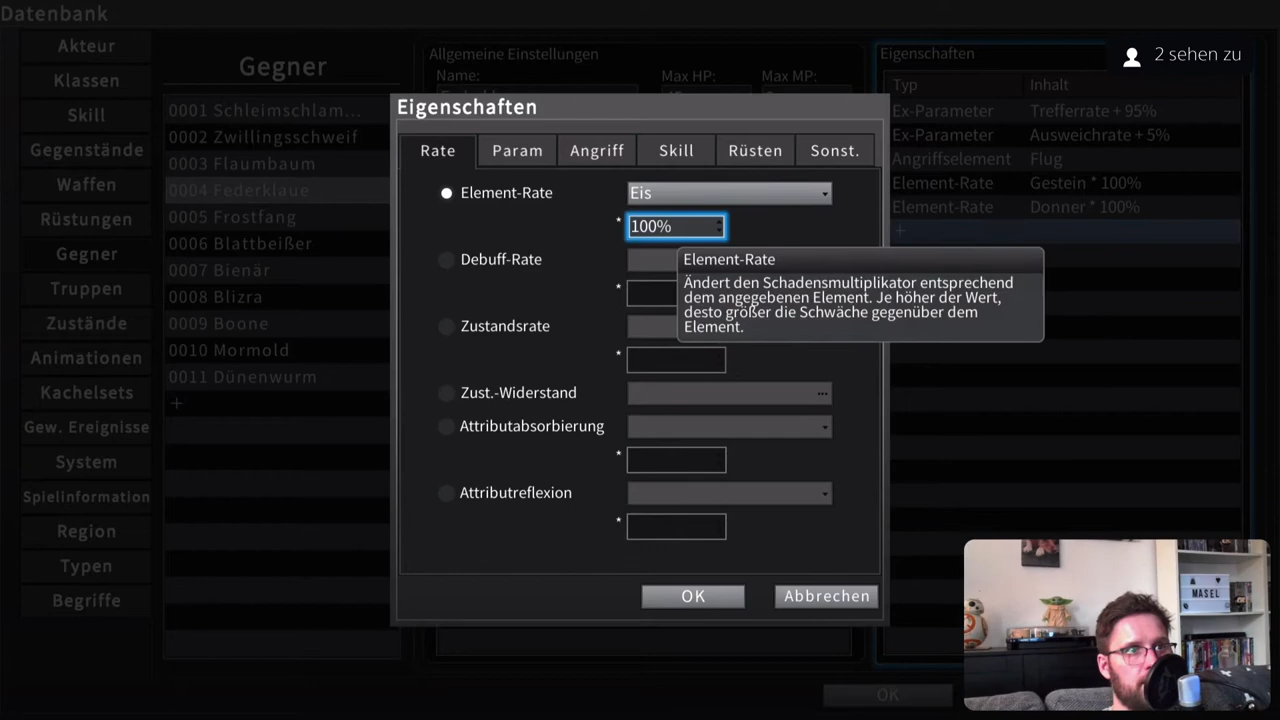 Datenbank
2 sehen zu
Akteur
Klassen
Skill
Gegenstände
Waffen
Rüstungen
Gegner
Truppen
Zustände
Animationen
Kachelsets
Gew. Ereignisse
System
Spielinformation
Region
Typen
Begriffe
Gegner
0001 Schleimschlam...
0002 Zwillingsschweif
0003 Flaumbaum
0004 Federklaue
0005 Frostfang
0006 Blattbeißer
0007 Bienär
0008 Blizra
0009 Boone
0010 Mormold
0011 Dünenwurm
+
Allgemeine Einstellungen
Name:
Max HP:
Max MP:
Eigenschaften
Typ Inhalt
Ex-Parameter Trefferrate + 95%
Ex-Parameter Ausweichrate + 5%
Angriffselement Flug
Element-Rate Gestein * 100%
Element-Rate Donner * 100%
+
Eigenschaften
Rate Param Angriff Skill Rüsten Sonst.
Element-Rate Eis
* 100%
Debuff-Rate
*
Zustandsrate
*
Zust.-Widerstand ...
Attributabsorbierung
*
Attributreflexion
*
OK Abbrechen
Element-Rate
Ändert den Schadensmultiplikator entsprechend
dem angegebenen Element. Je höher der Wert,
desto größer die Schwäche gegenüber dem
Element.
OK
MASEL